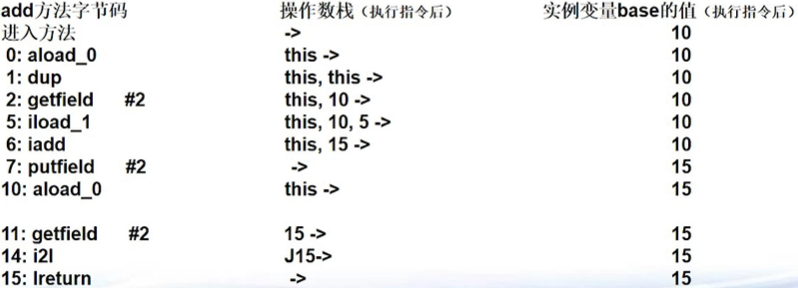 add方法字节码 操作数栈（执行指令后） 实例变量base的值（执行指令后）
进入方法 -> 10
0: aload_0 this -> 10
1: dup this, this -> 10
2: getfield #2 this, 10 -> 10
5: iload_1 this, 10, 5 -> 10
6: iadd this, 15 -> 10
7: putfield #2 -> 15
10: aload_0 this -> 15
11: getfield #2 15 -> 15
14: i2l J15-> 15
15: lreturn -> 15